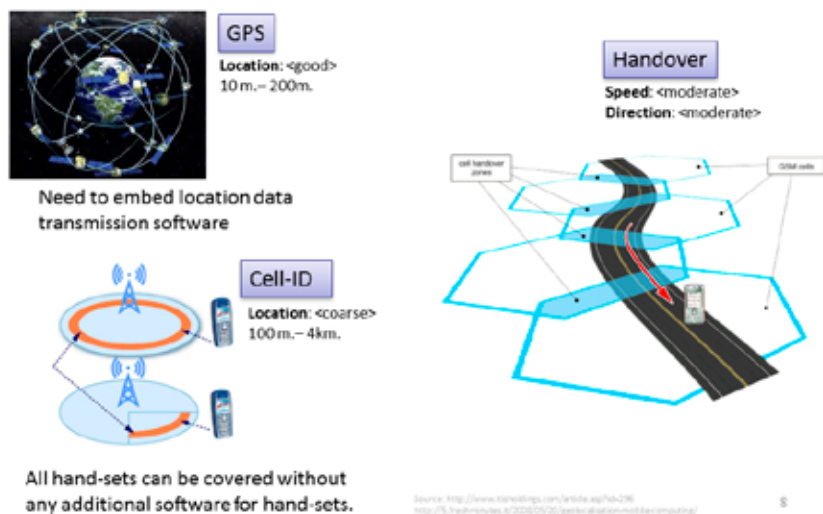 GPS
Location: <good>
10 m.– 200m.
Need to embed location data
transmission software
Cell-ID
Location: <coarse>
100 m.– 4km.
All hand-sets can be covered without
any additional software for hand-sets.
Handover
Speed: <moderate>
Direction: <moderate>
cell handover
zones
GSM cells
8